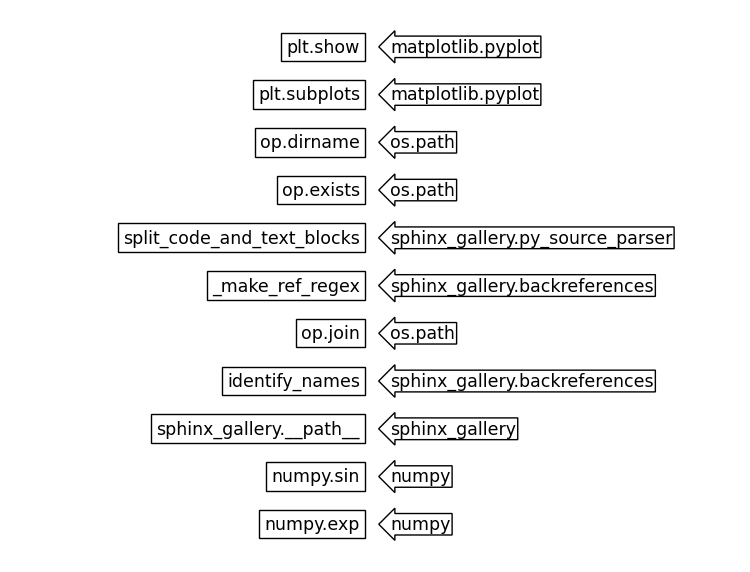 plt.show matplotlib.pyplot
plt.subplots matplotlib.pyplot
op.dirname os.path
op.exists os.path
split_code_and_text_blocks sphinx_gallery.py_source_parser
_make_ref_regex sphinx_gallery.backreferences
op.join os.path
identify_names sphinx_gallery.backreferences
sphinx_gallery.__path__ sphinx_gallery
numpy.sin numpy
numpy.exp numpy